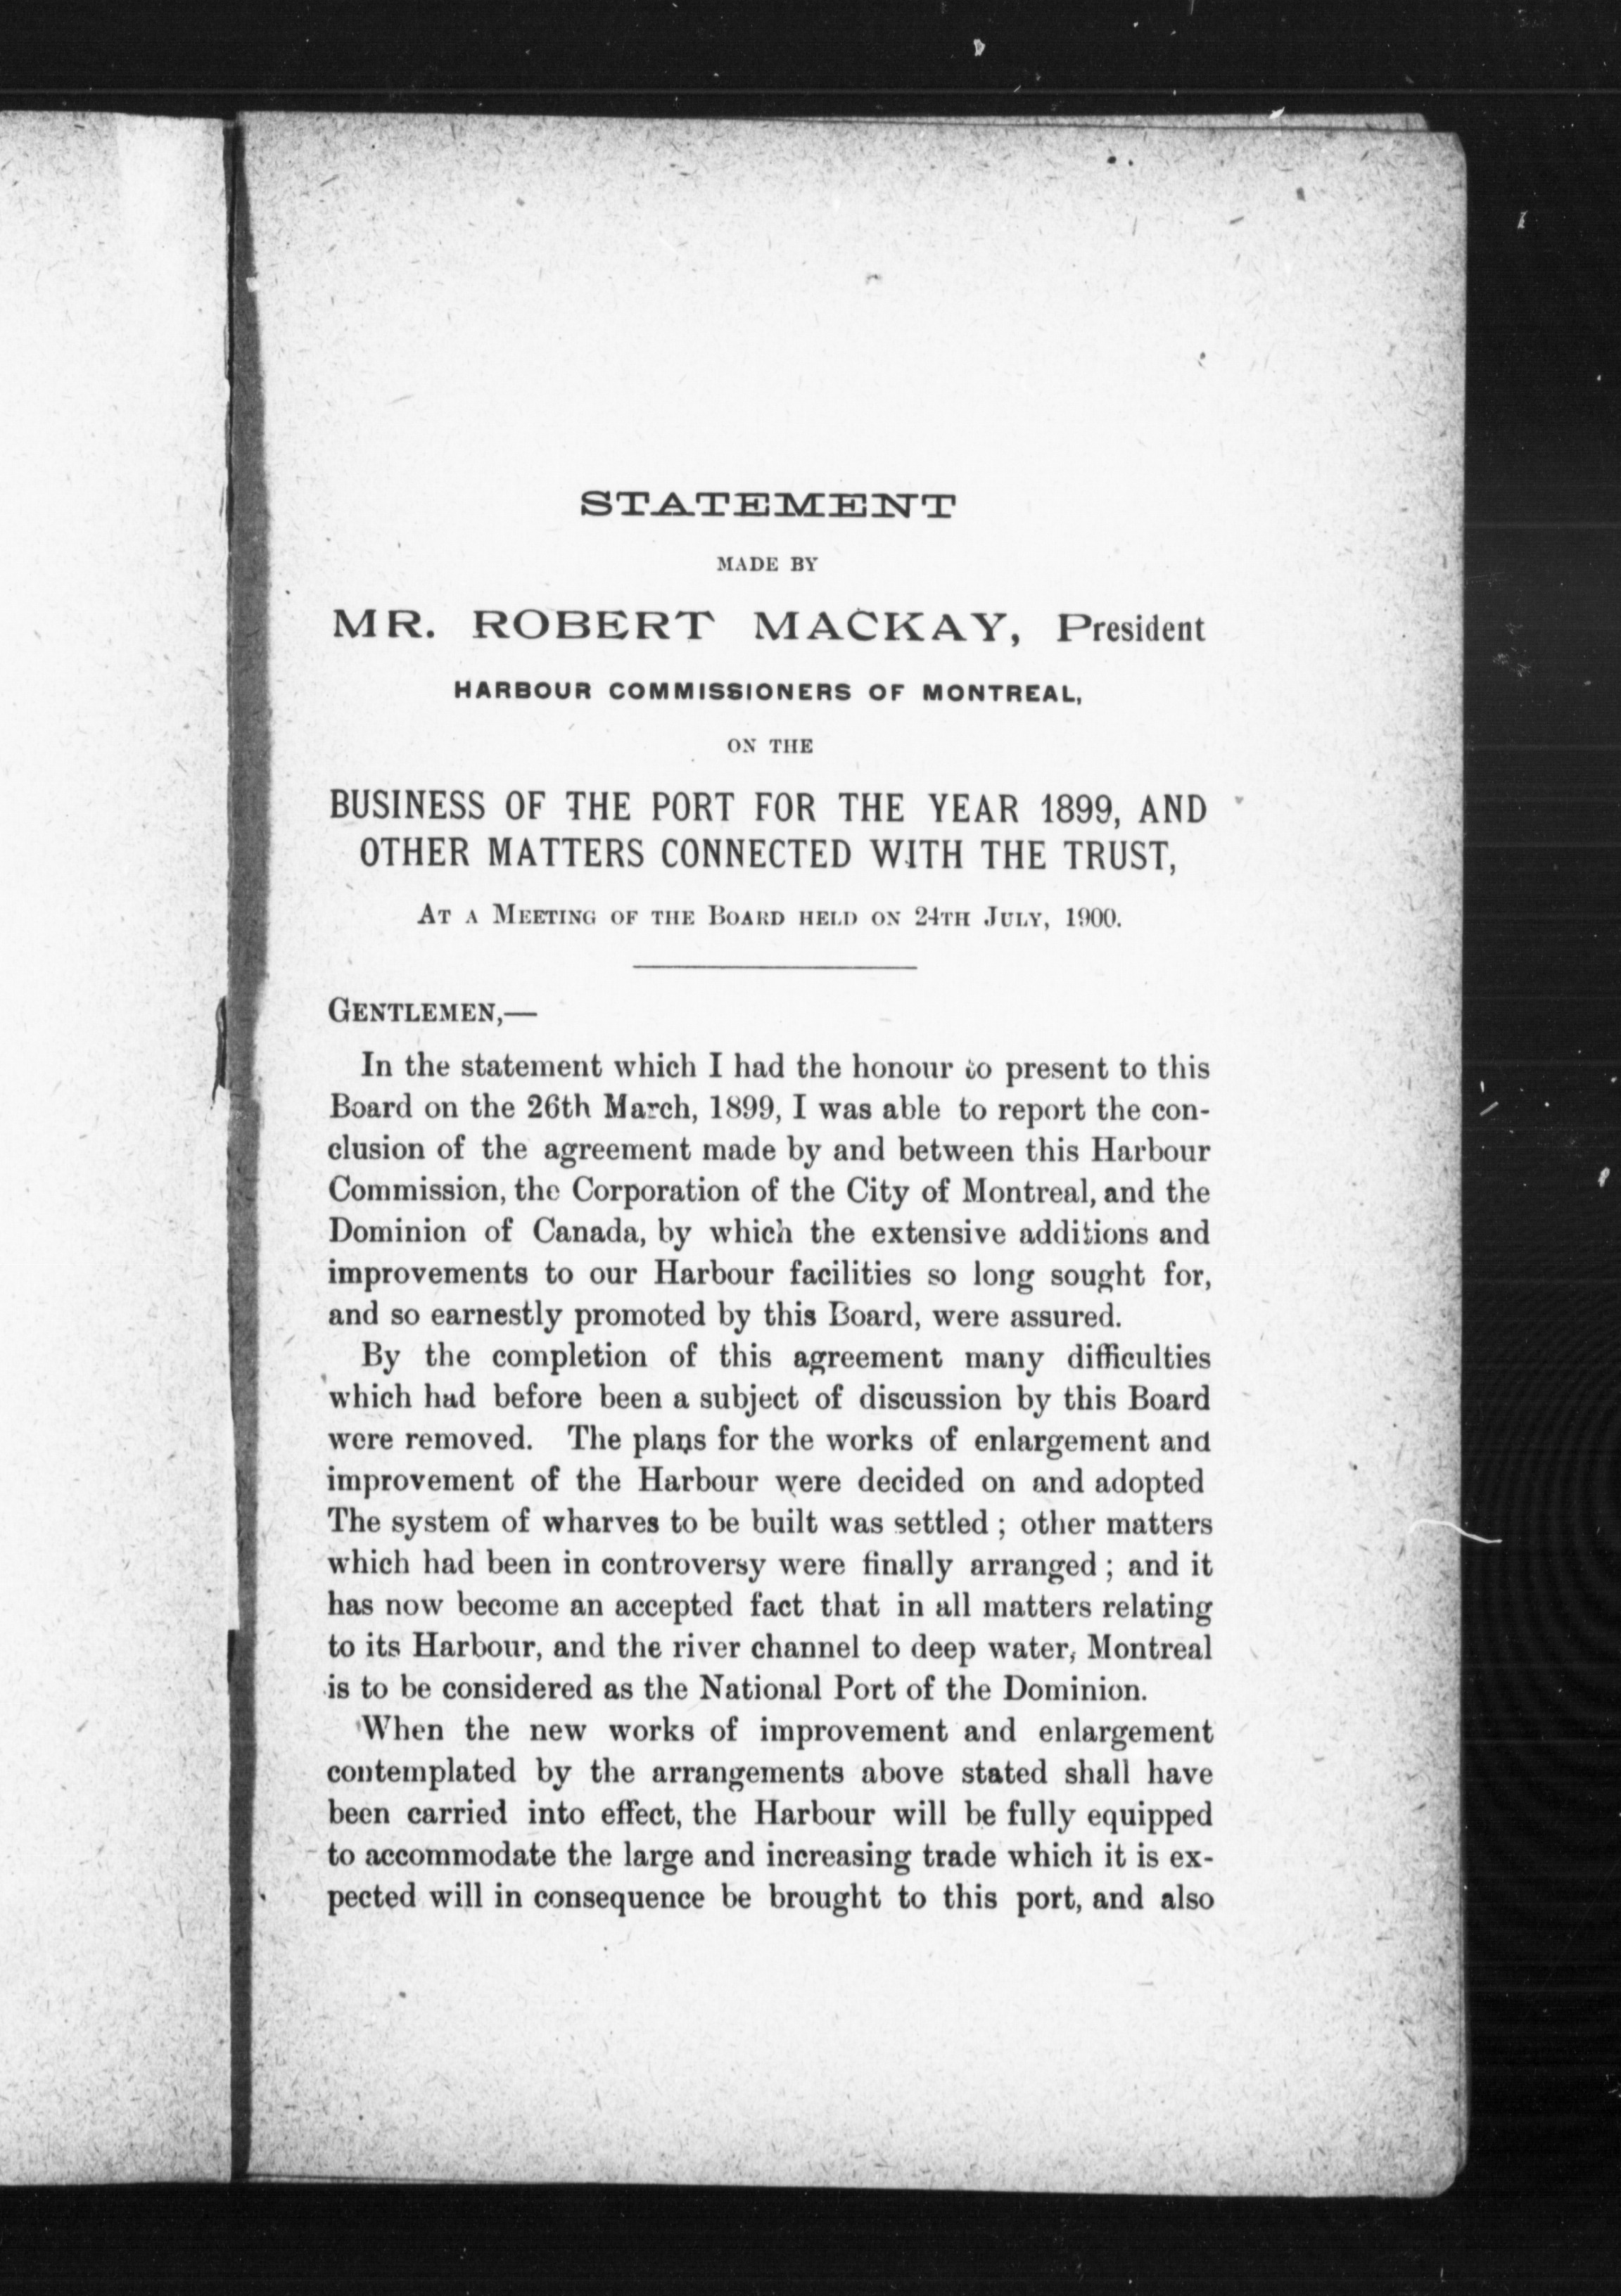 STATEMENT
MADE BY
MR. ROBERT MACKAY, President
HARBOUR COMMISSIONERS OF MONTREAL,
ON THE
BUSINESS OF THE PORT FOR THE YEAR 1899, AND
OTHER MATTERS CONNECTED WITH THE TRUST,
At a Meeting of the Board held on 24th July, 1900.
Gentlemen,—
In the statement which I had the honour to present to this
Board on the 26th March, 1899, I was able to report the con-
clusion of the agreement made by and between this Harbour
Commission, the Corporation of the City of Montreal, and the
Dominion of Canada, by which the extensive additions and
improvements to our Harbour facilities so long sought for,
and so earnestly promoted by this Board, were assured.
By the completion of this agreement many difficulties
which had before been a subject of discussion by this Board
were removed. The plans for the works of enlargement and
improvement of the Harbour were decided on and adopted
The system of wharves to be built was settled ; other matters
which had been in controversy were finally arranged ; and it
has now become an accepted fact that in all matters relating
to its Harbour, and the river channel to deep water, Montreal
is to be considered as the National Port of the Dominion.
When the new works of improvement and enlargement
contemplated by the arrangements above stated shall have
been carried into effect, the Harbour will be fully equipped
to accommodate the large and increasing trade which it is ex-
pected will in consequence be brought to this port, and also